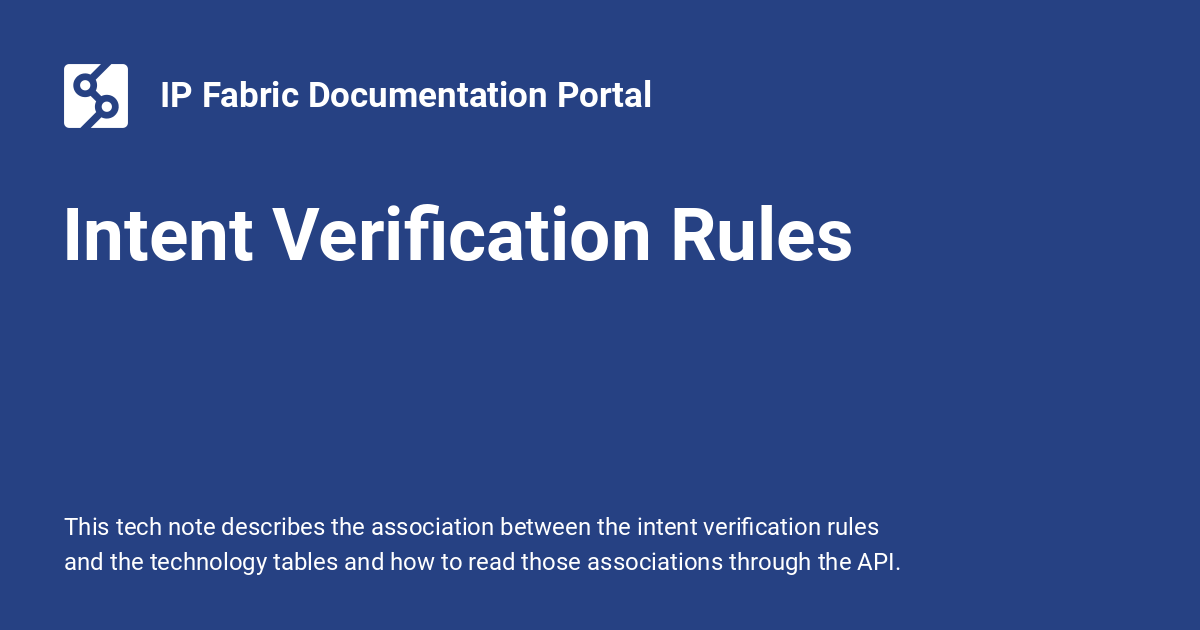 IP Fabric Documentation Portal
Intent Verification Rules
This tech note describes the association between the intent verification rules
and the technology tables and how to read those associations through the API.